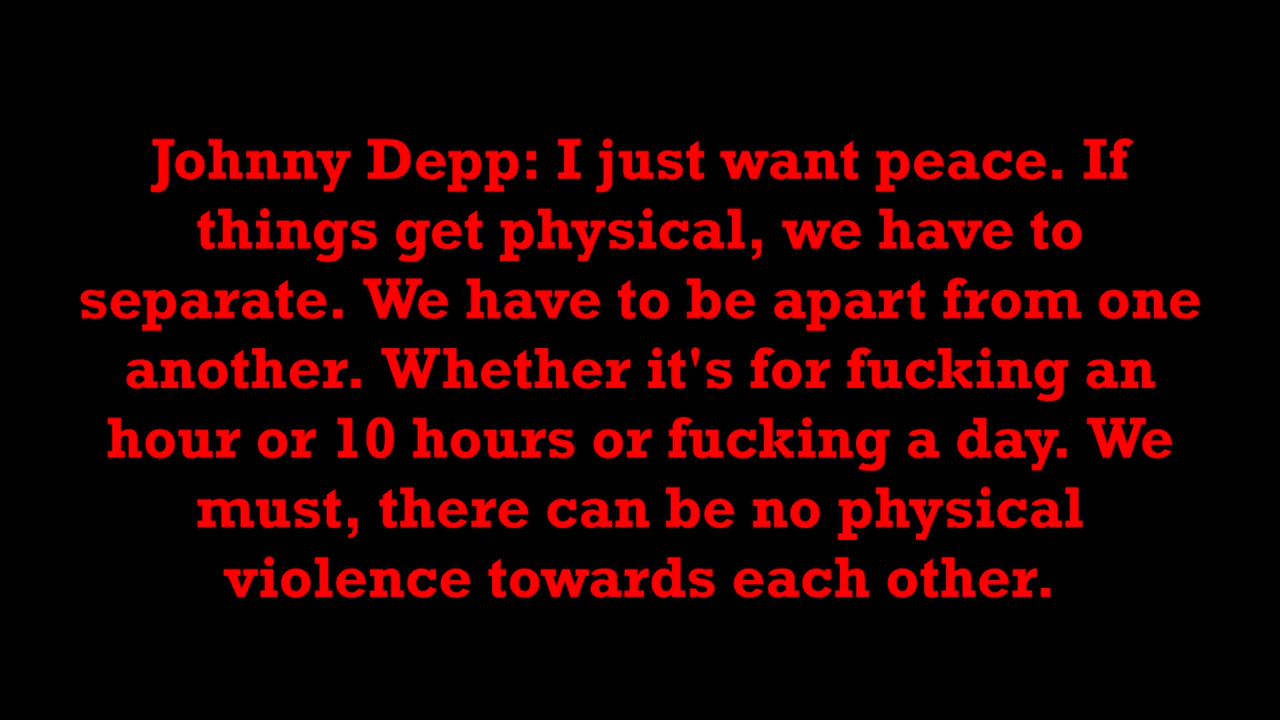 Johnny Depp: I just want peace. If
things get physical, we have to
separate. We have to be apart from one
another. Whether it's for fucking an
hour or 10 hours or fucking a day. We
must, there can be no physical
violence towards each other.